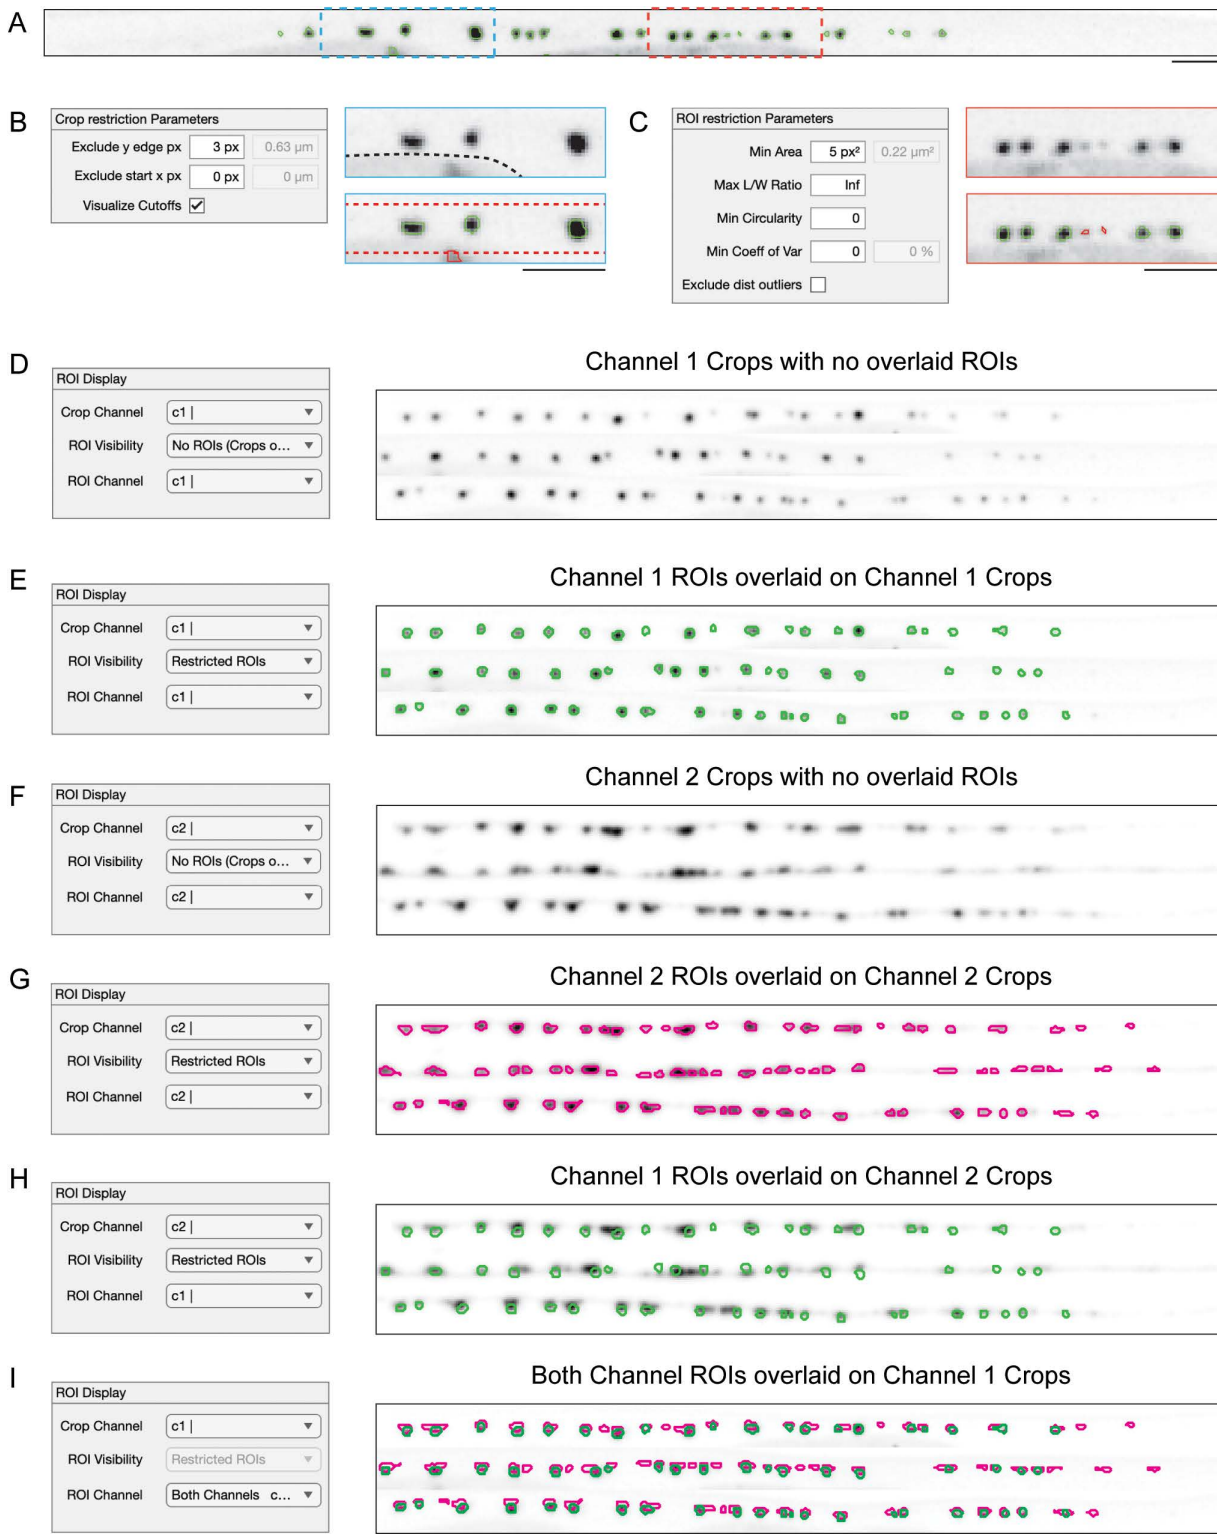 A
B
Crop restriction Parameters
Exclude y edge px 3 px 0.63 µm
Exclude start x px 0 px 0 µm
Visualize Cutoffs
C
ROI restriction Parameters
Min Area 5 px² 0.22 µm²
Max L/W Ratio Inf
Min Circularity 0
Min Coeff of Var 0 0 %
Exclude dist outliers
D
Channel 1 Crops with no overlaid ROIs
ROI Display
Crop Channel c1 |
ROI Visibility No ROIs (Crops o...
ROI Channel c1 |
E
Channel 1 ROIs overlaid on Channel 1 Crops
ROI Display
Crop Channel c1 |
ROI Visibility Restricted ROIs
ROI Channel c1 |
F
Channel 2 Crops with no overlaid ROIs
ROI Display
Crop Channel c2 |
ROI Visibility No ROIs (Crops o...
ROI Channel c2 |
G
Channel 2 ROIs overlaid on Channel 2 Crops
ROI Display
Crop Channel c2 |
ROI Visibility Restricted ROIs
ROI Channel c2 |
H
Channel 1 ROIs overlaid on Channel 2 Crops
ROI Display
Crop Channel c2 |
ROI Visibility Restricted ROIs
ROI Channel c1 |
I
Both Channel ROIs overlaid on Channel 1 Crops
ROI Display
Crop Channel c1 |
ROI Visibility Restricted ROIs
ROI Channel Both Channels c...